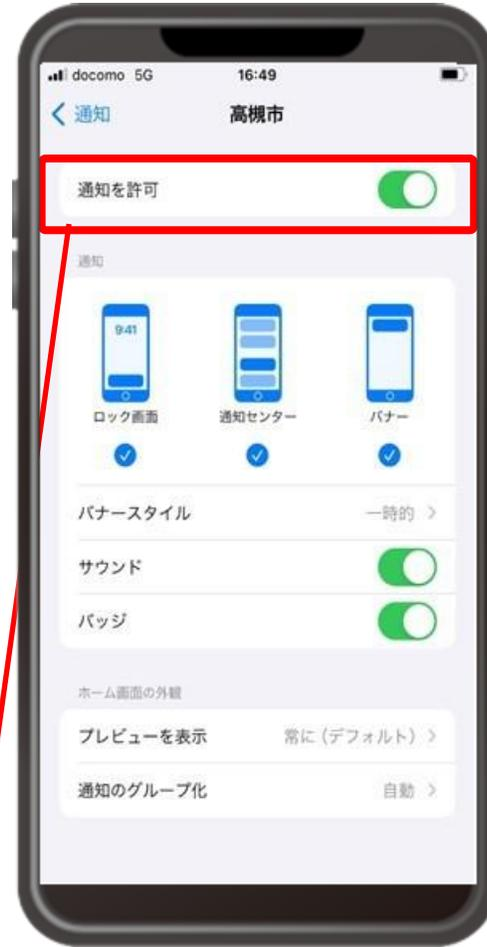 docomo 5G 16:49
通知 高槻市
通知を許可
通知
9:41
ロック画面 通知センター バナー
バナースタイル 一時的
サウンド
バッジ
ホーム画面の外観
プレビューを表示 常に (デフォルト)
通知のグループ化 自動